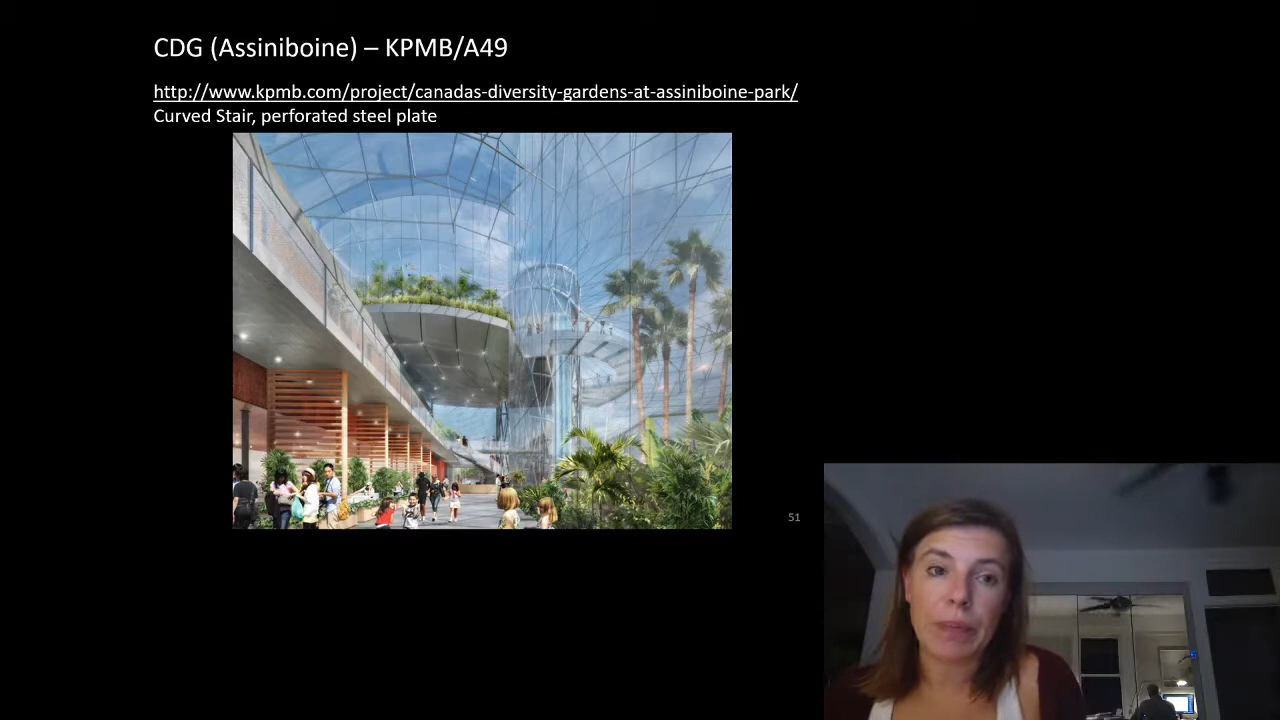 CDG (Assiniboine) – KPMB/A49
http://www.kpmb.com/project/canadas-diversity-gardens-at-assiniboine-park/
Curved Stair, perforated steel plate
51